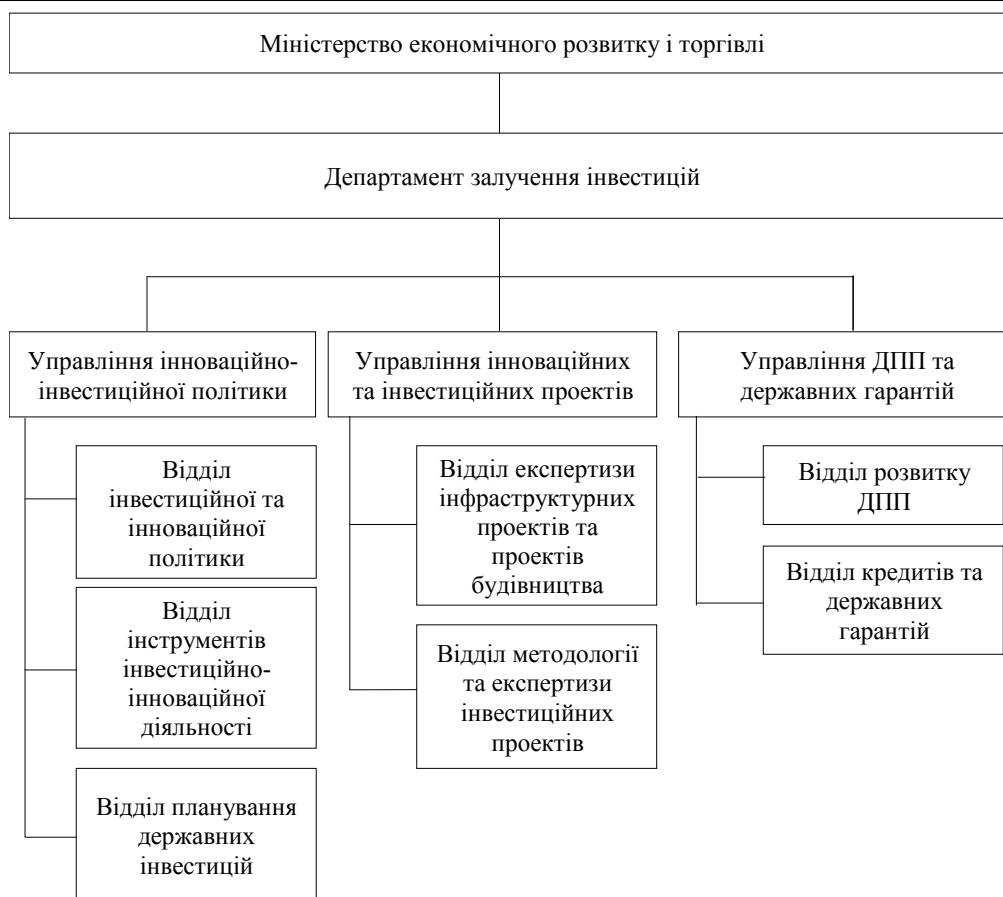 Міністерство економічного розвитку і торгівлі
Департамент залучення інвестицій
Управління інноваційно-
інвестиційної політики
Відділ
інвестиційної та
інноваційної
політики
Відділ
інструментів
інвестиційно-
інноваційної
діяльності
Відділ планування
державних
інвестицій
Управління інноваційних
та інвестиційних проектів
Відділ експертизи
інфраструктурних
проектів та
проектів
будівництва
Відділ методології
та експертизи
інвестиційних
проектів
Управління ДПП та
державних гарантій
Відділ розвитку
ДПП
Відділ кредитів та
державних
гарантій